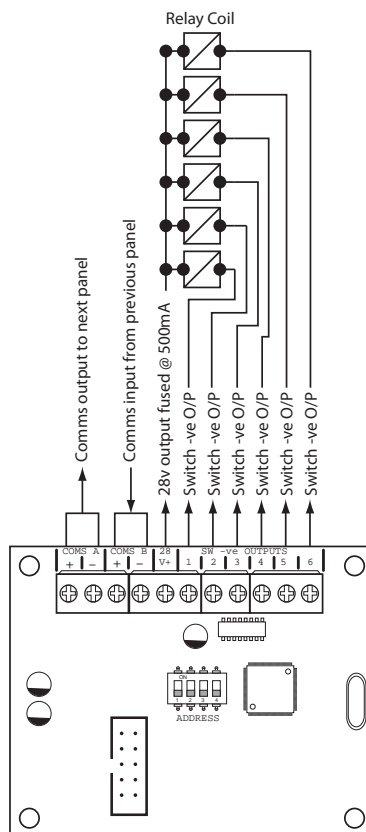 Relay Coil
Comms output to next panel
Comms input from previous panel
28v output fused @ 500mA
Switch -ve O/P
Switch -ve O/P
Switch -ve O/P
Switch -ve O/P
Switch -ve O/P
Switch -ve O/P
COMS A COMS B 28 SW -ve OUTPUTS
+ - + - V+ 1 2 3 4 5 6
ON
1 2 3 4
ADDRESS